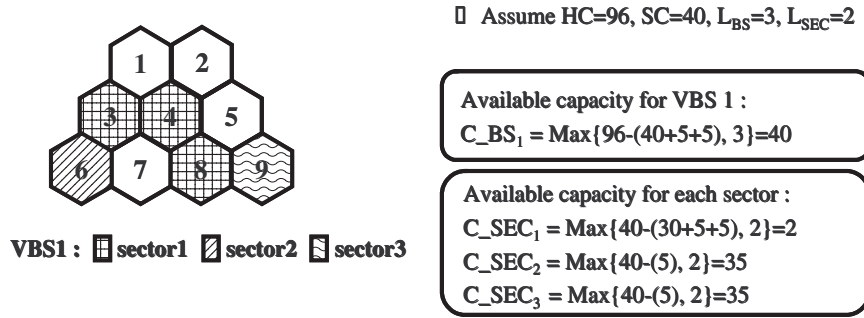 ▯ Assume HC=96, SC=40, L_BS=3, L_SEC=2
1 2
3 4 5
6 7 8 9
VBS1 : sector1 sector2 sector3
Available capacity for VBS 1 :
C_BS₁ = Max{96-(40+5+5), 3}=40
Available capacity for each sector :
C_SEC₁ = Max{40-(30+5+5), 2}=2
C_SEC₂ = Max{40-(5), 2}=35
C_SEC₃ = Max{40-(5), 2}=35